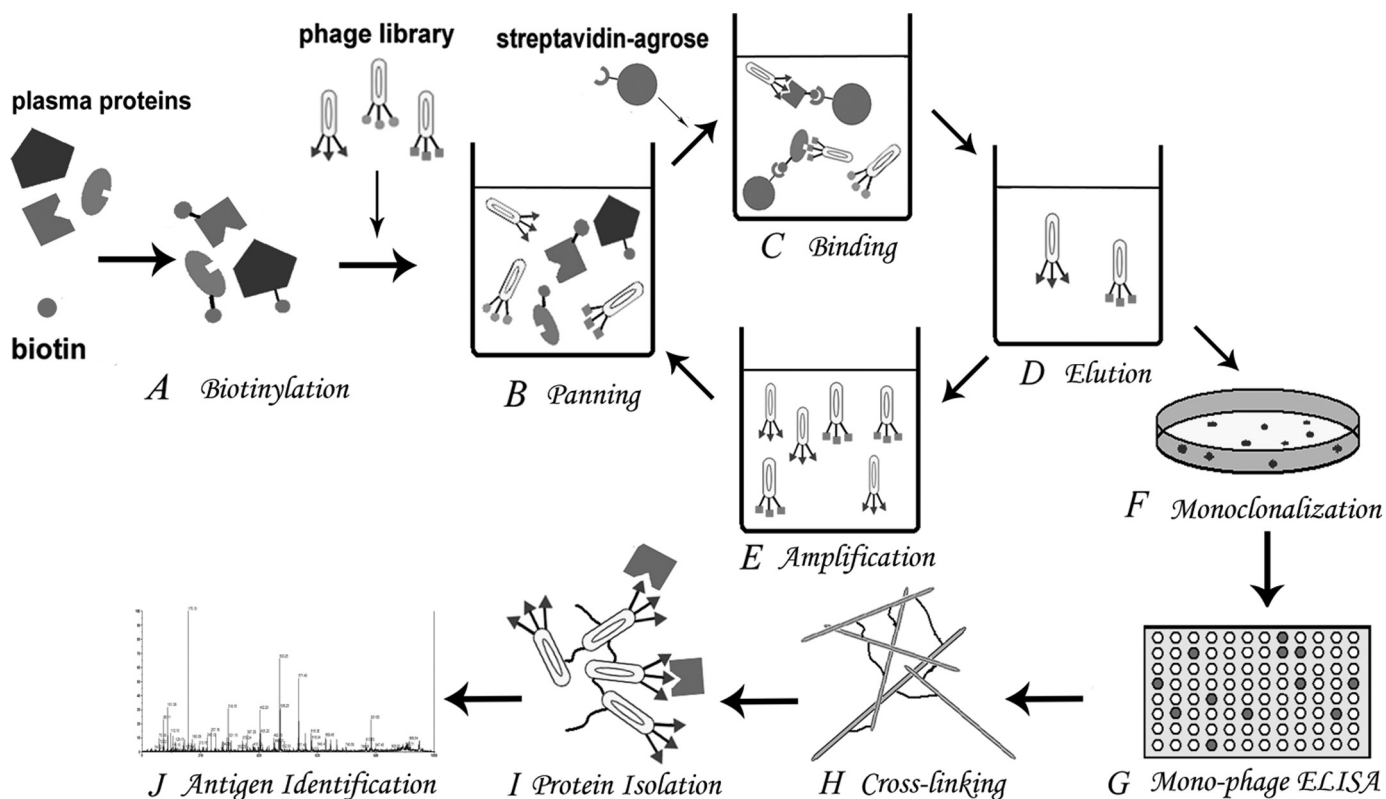 phage library
streptavidin-agrose
plasma proteins
biotin
A Biotinylation
B Panning
C Binding
D Elution
E Amplification
F Monoclonalization
G Mono-phage ELISA
H Cross-linking
I Protein Isolation
J Antigen Identification